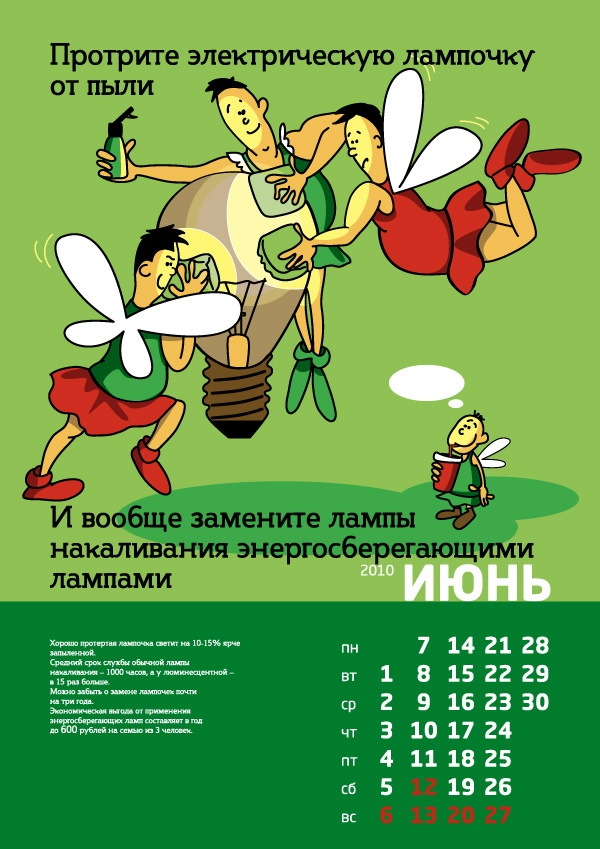 Протрите электрическую лампочку
от пыли
И вообще замените лампы
накаливания энергосберегающими
лампами
2010 ИЮНЬ
Хорошо протертая лампочка светит на 10-15% ярче
запыленной.
Средний срок службы обычной лампы
накаливания – 1000 часов, а у люминесцентной –
в 15 раз больше.
Можно забыть о замене лампочек почти
на три года.
Экономическая выгода от применения
энергосберегающих ламп составляет в год
до 600 рублей на семью из 3 человек.
пн 7 14 21 28
вт 1 8 15 22 29
ср 2 9 16 23 30
чт 3 10 17 24
пт 4 11 18 25
сб 5 12 19 26
вс 6 13 20 27